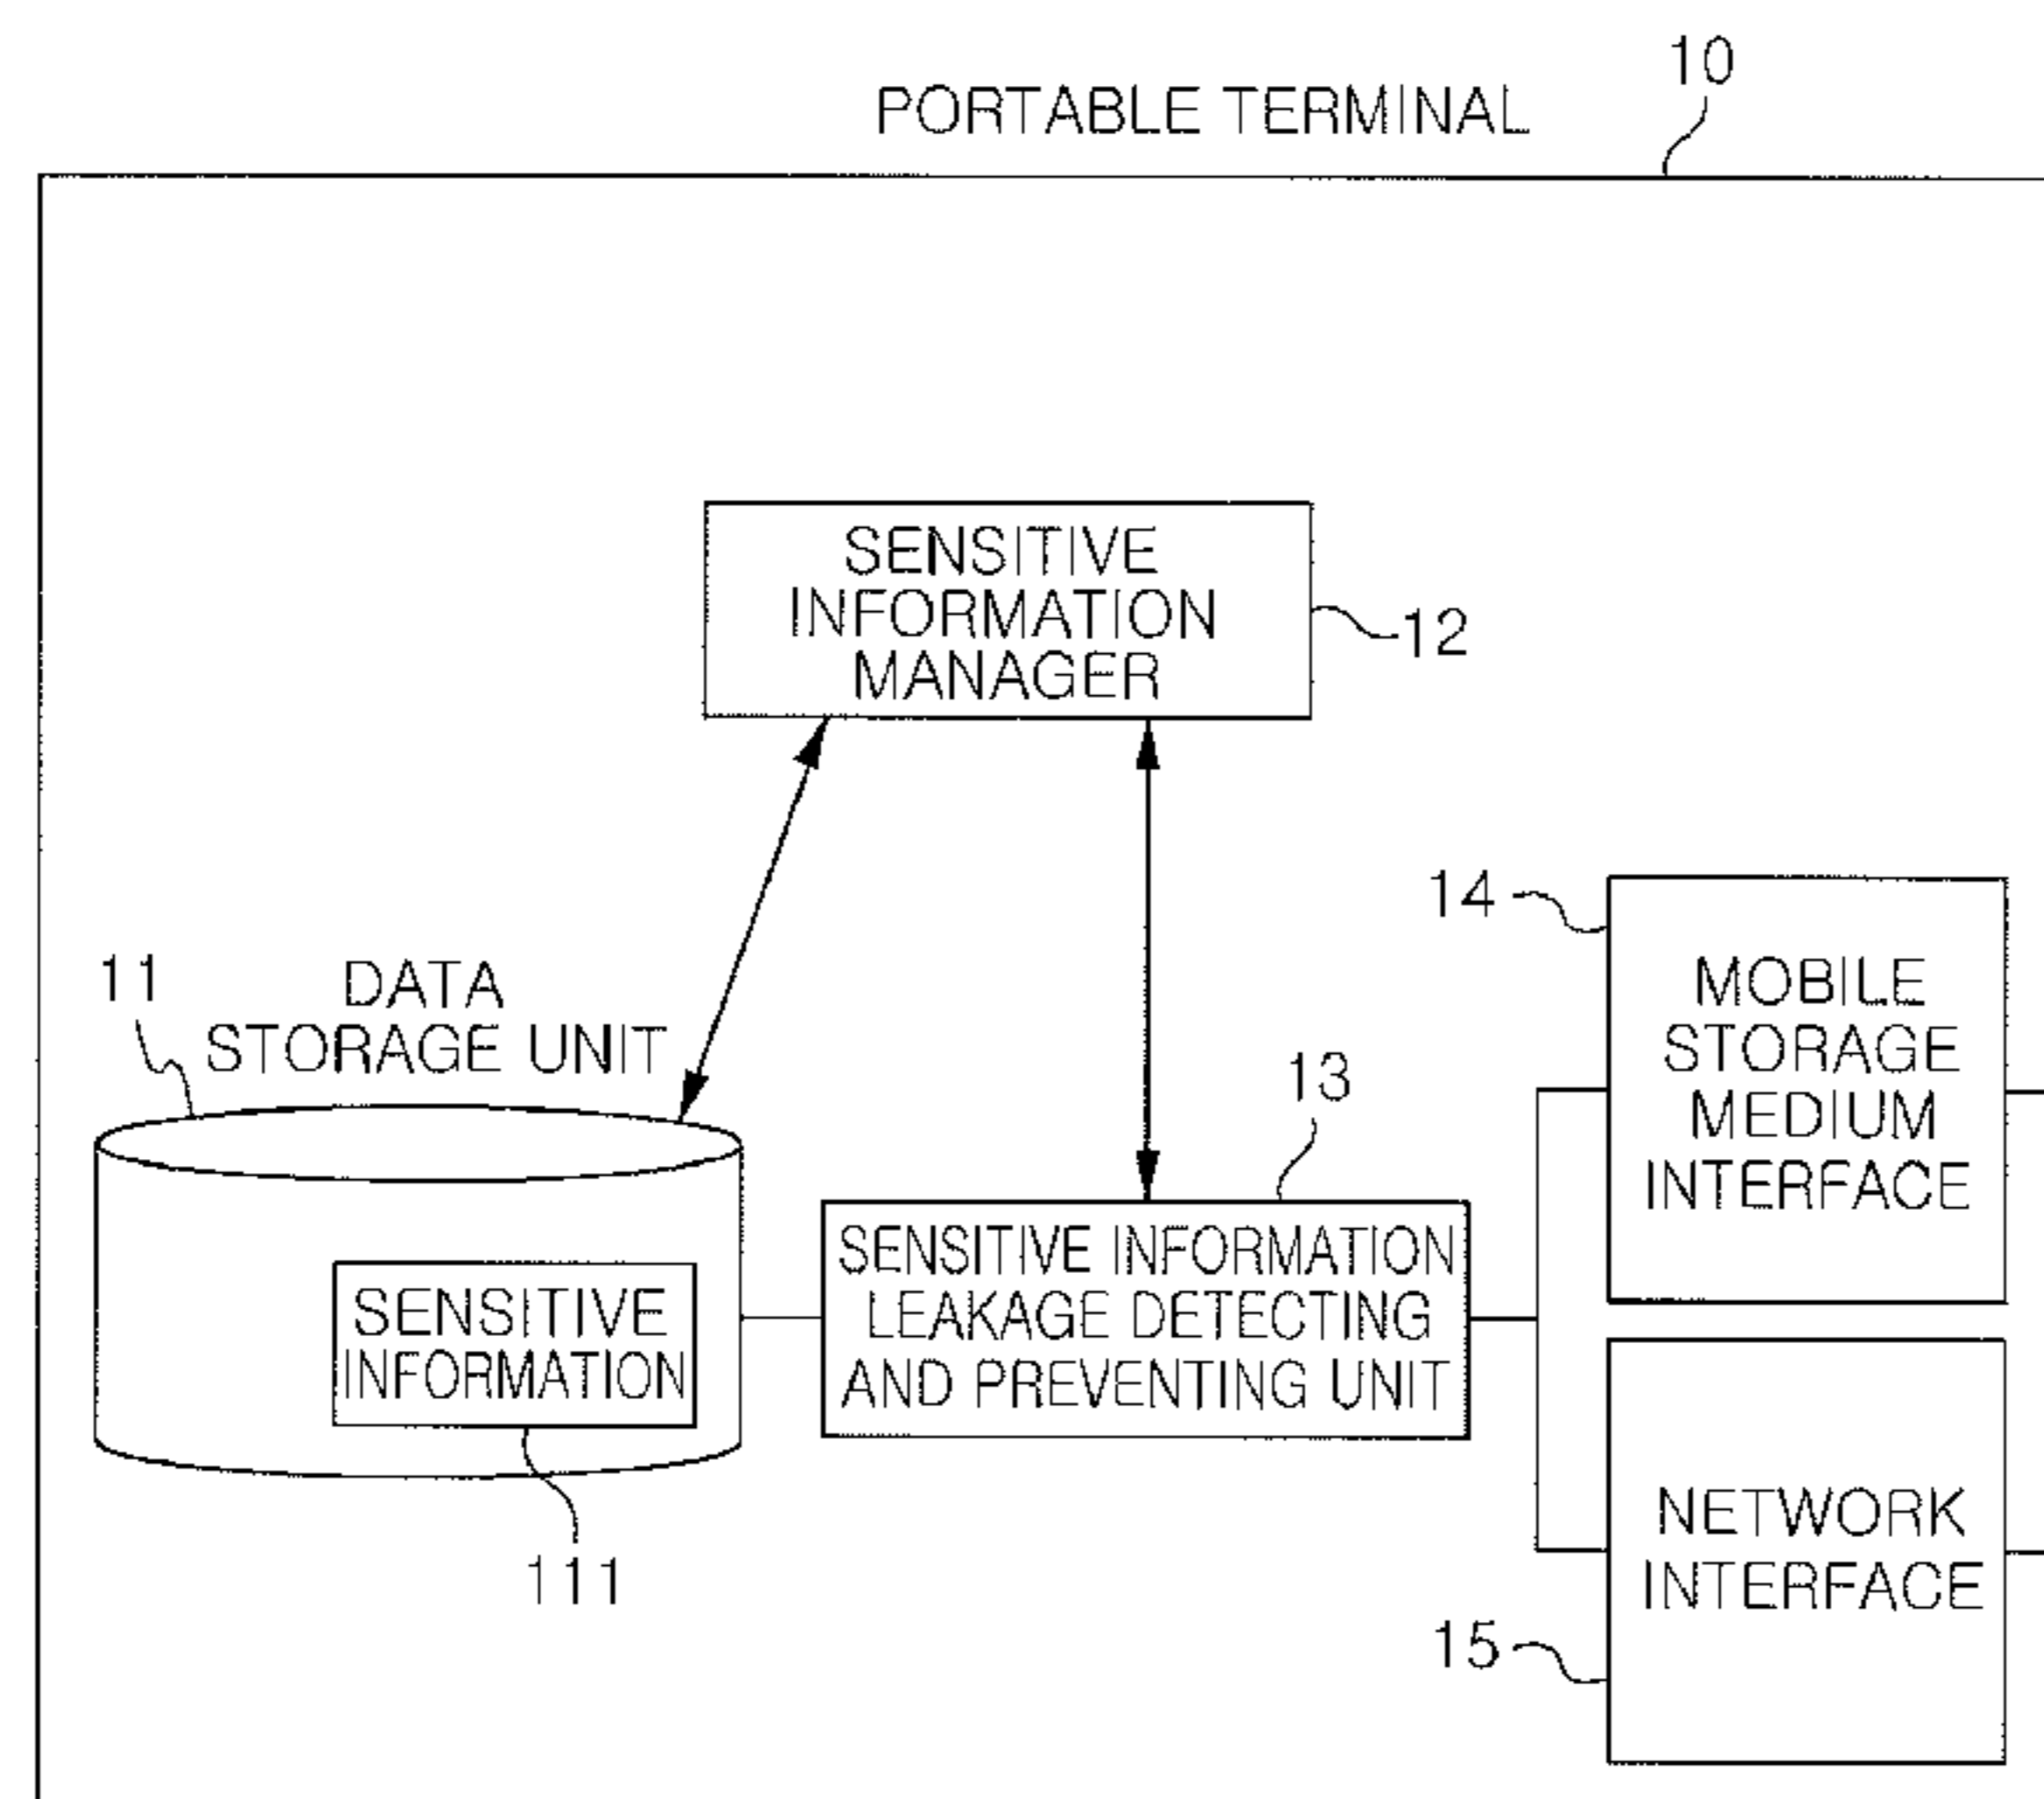 10
PORTABLE TERMINAL
SENSITIVE
INFORMATION
MANAGER
12
14
MOBILE
STORAGE
MEDIUM
INTERFACE
11
DATA
STORAGE UNIT
13
SENSITIVE INFORMATION
LEAKAGE DETECTING
AND PREVENTING UNIT
SENSITIVE
INFORMATION
111
NETWORK
INTERFACE
15